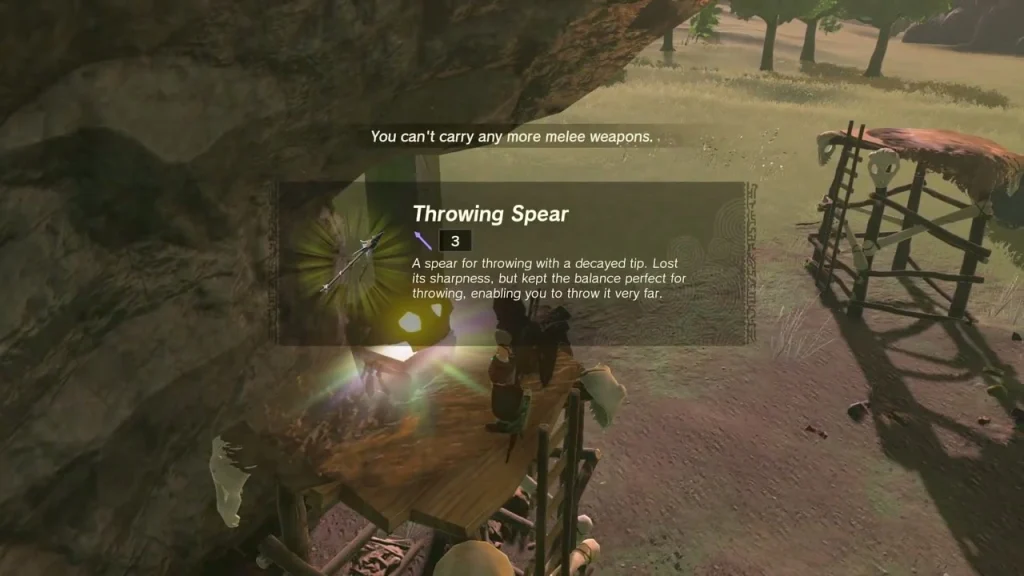 You can't carry any more melee weapons.
Throwing Spear
3
A spear for throwing with a decayed tip. Lost
its sharpness, but kept the balance perfect for
throwing, enabling you to throw it very far.